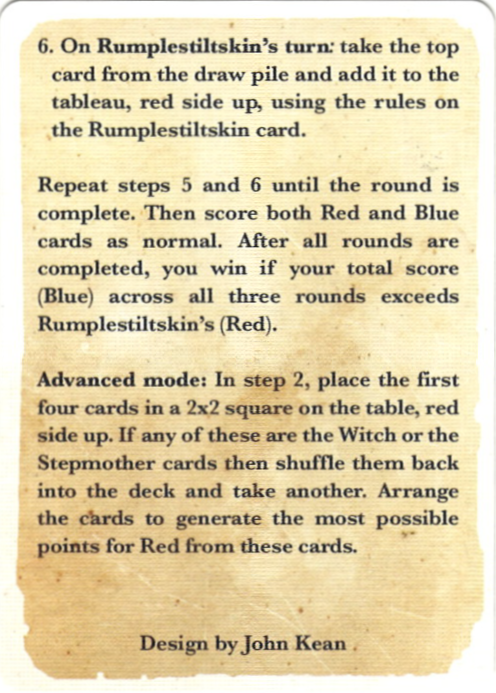 6. On Rumplestiltskin's turn: take the top
card from the draw pile and add it to the
tableau, red side up, using the rules on
the Rumplestiltskin card.
Repeat steps 5 and 6 until the round is
complete. Then score both Red and Blue
cards as normal. After all rounds are
completed, you win if your total score
(Blue) across all three rounds exceeds
Rumplestiltskin's (Red).
Advanced mode: In step 2, place the first
four cards in a 2x2 square on the table, red
side up. If any of these are the Witch or the
Stepmother cards then shuffle them back
into the deck and take another. Arrange
the cards to generate the most possible
points for Red from these cards.
Design by John Kean